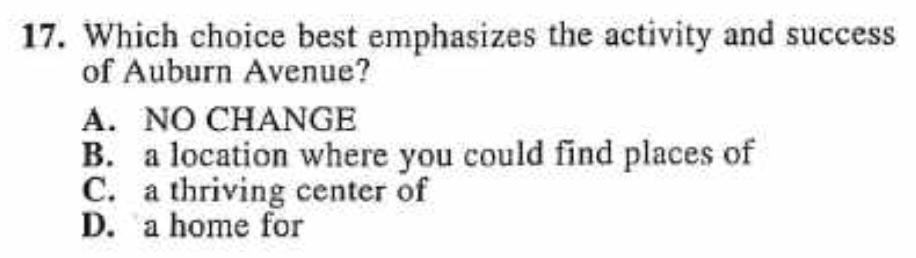 17. Which choice best emphasizes the activity and success
of Auburn Avenue?
A. NO CHANGE
B. a location where you could find places of
C. a thriving center of
D. a home for